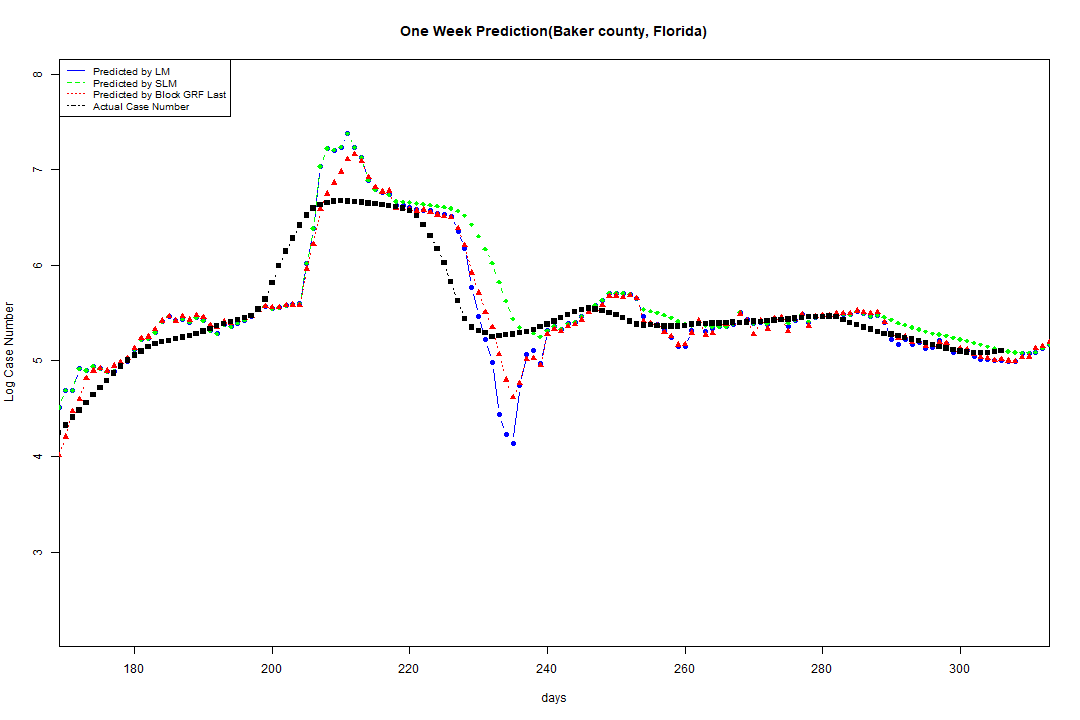 One Week Prediction(Baker county, Florida)
Predicted by LM
Predicted by SLM
Predicted by Block GRF Last
Actual Case Number
8
7
6
5
4
3
Log Case Number
180 200 220 240 260 280 300
days